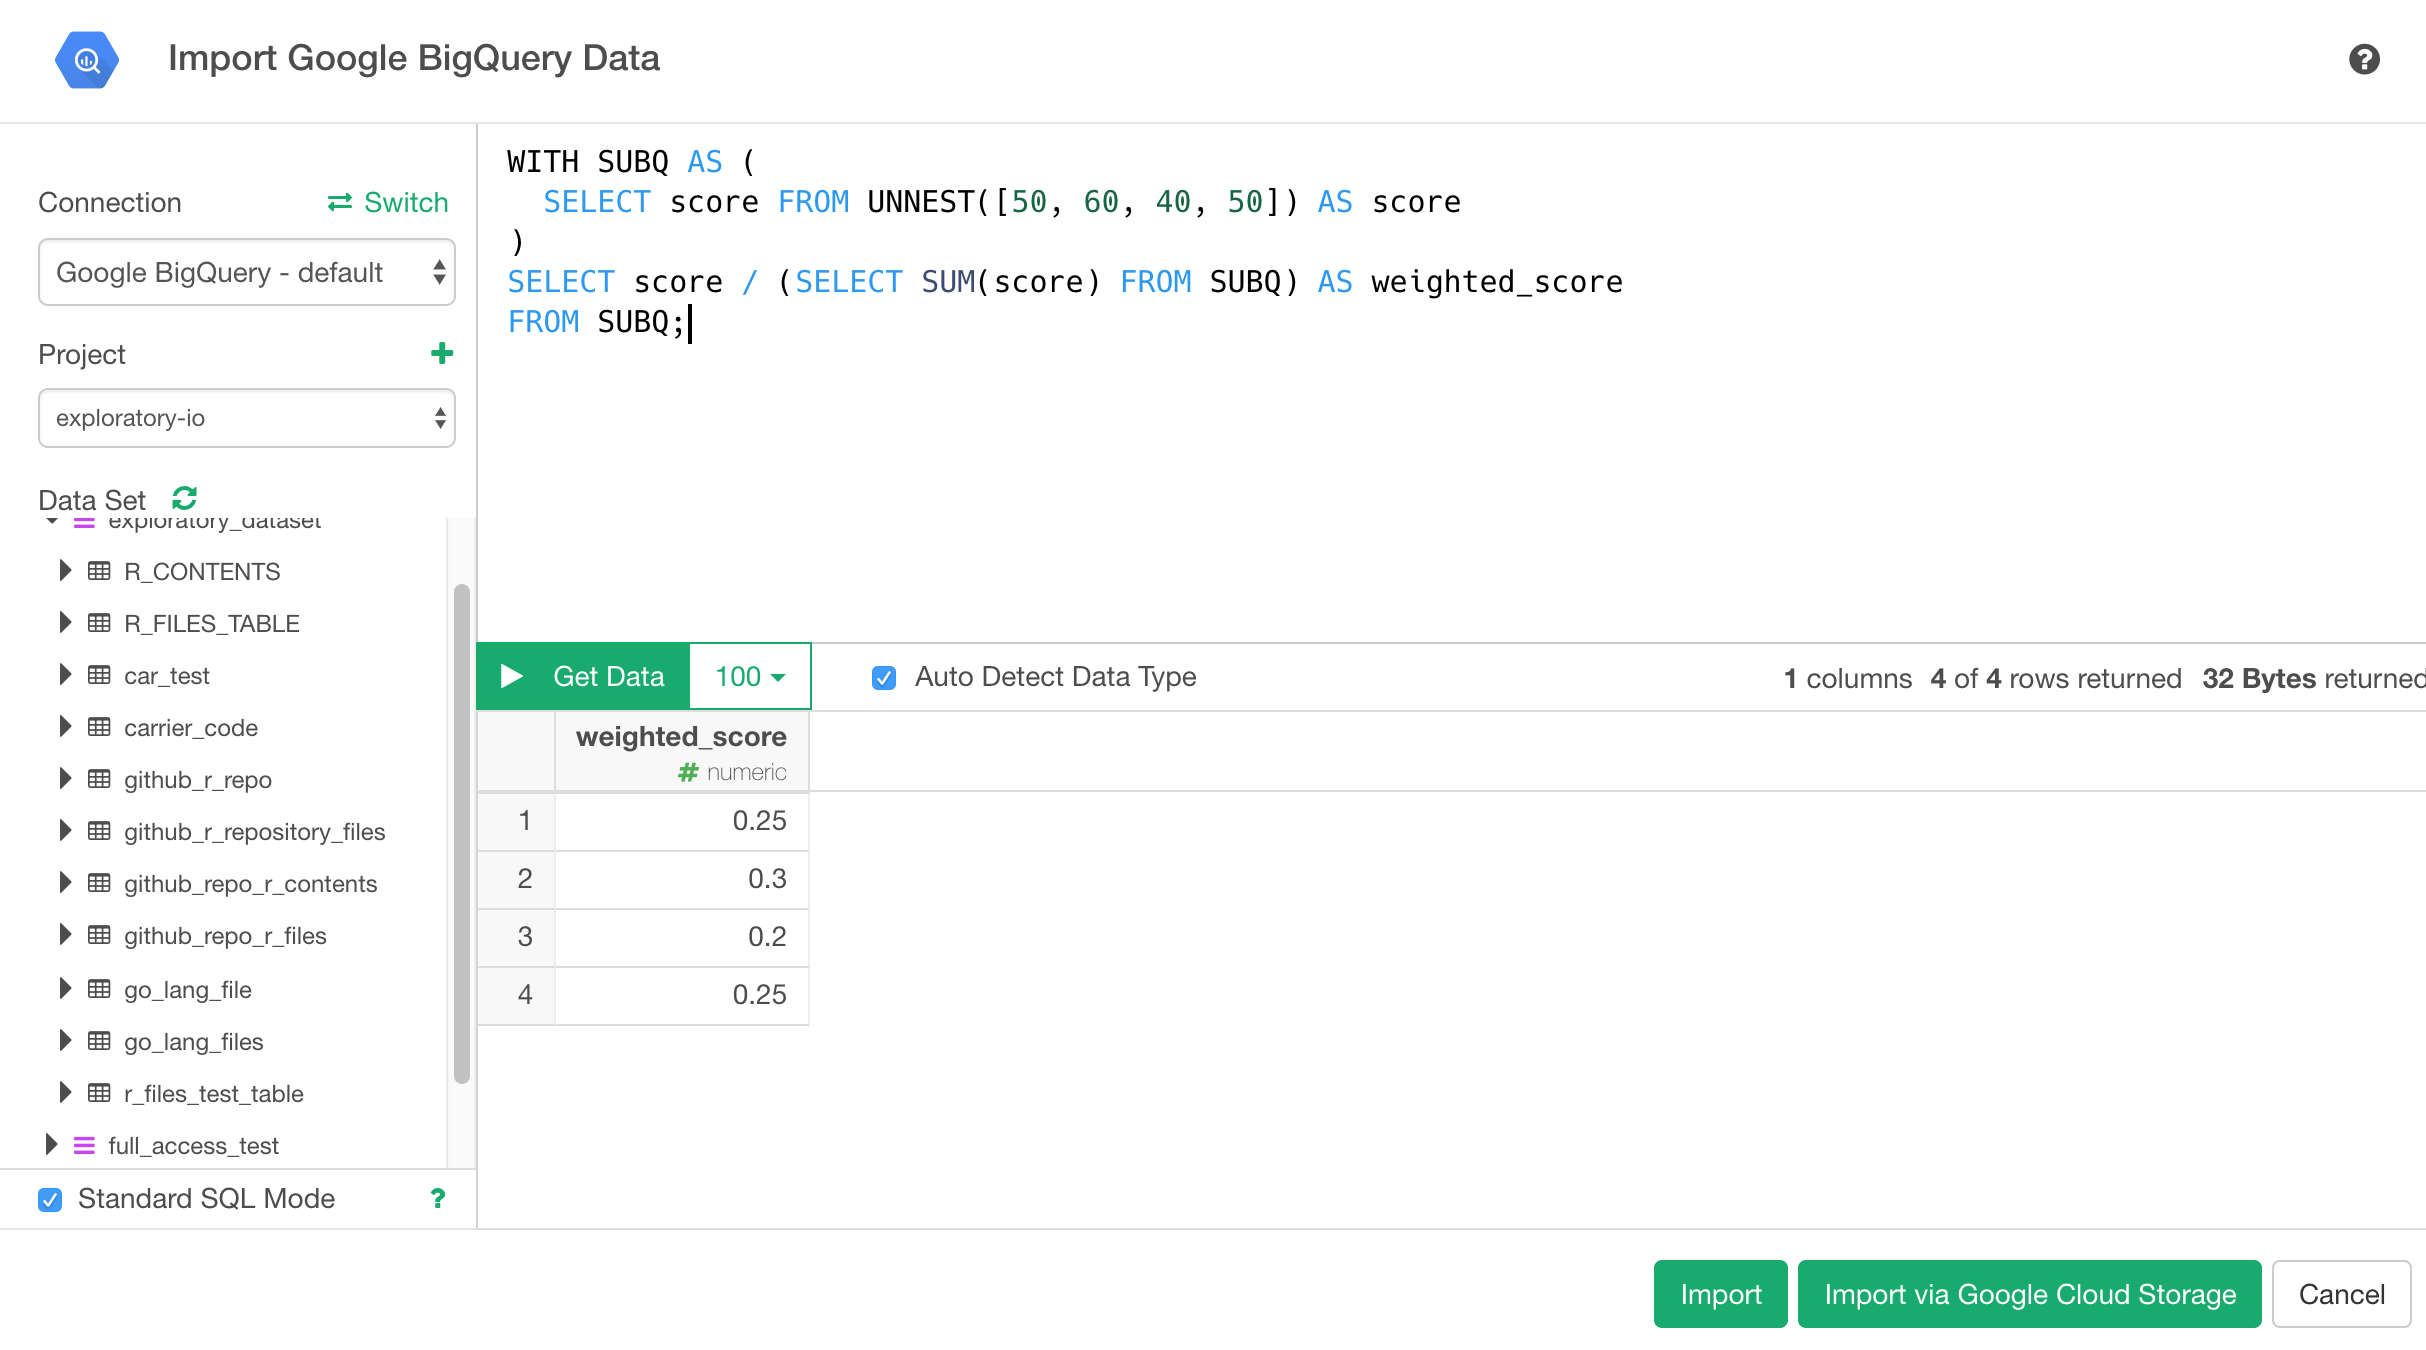 Import Google BigQuery Data
Connection
Switch
Google BigQuery - default
Project
exploratory-io
Data Set
exploratory_dataset
R_CONTENTS
R_FILES_TABLE
car_test
carrier_code
github_r_repo
github_r_repository_files
github_repo_r_contents
github_repo_r_files
go_lang_file
go_lang_files
r_files_test_table
full_access_test
Standard SQL Mode ?
WITH SUBQ AS (
  SELECT score FROM UNNEST([50, 60, 40, 50]) AS score
)
SELECT score / (SELECT SUM(score) FROM SUBQ) AS weighted_score
FROM SUBQ;
Get Data 100 Auto Detect Data Type 1 columns 4 of 4 rows returned 32 Bytes returned
weighted_score
# numeric
1 0.25
2 0.3
3 0.2
4 0.25
Import Import via Google Cloud Storage Cancel